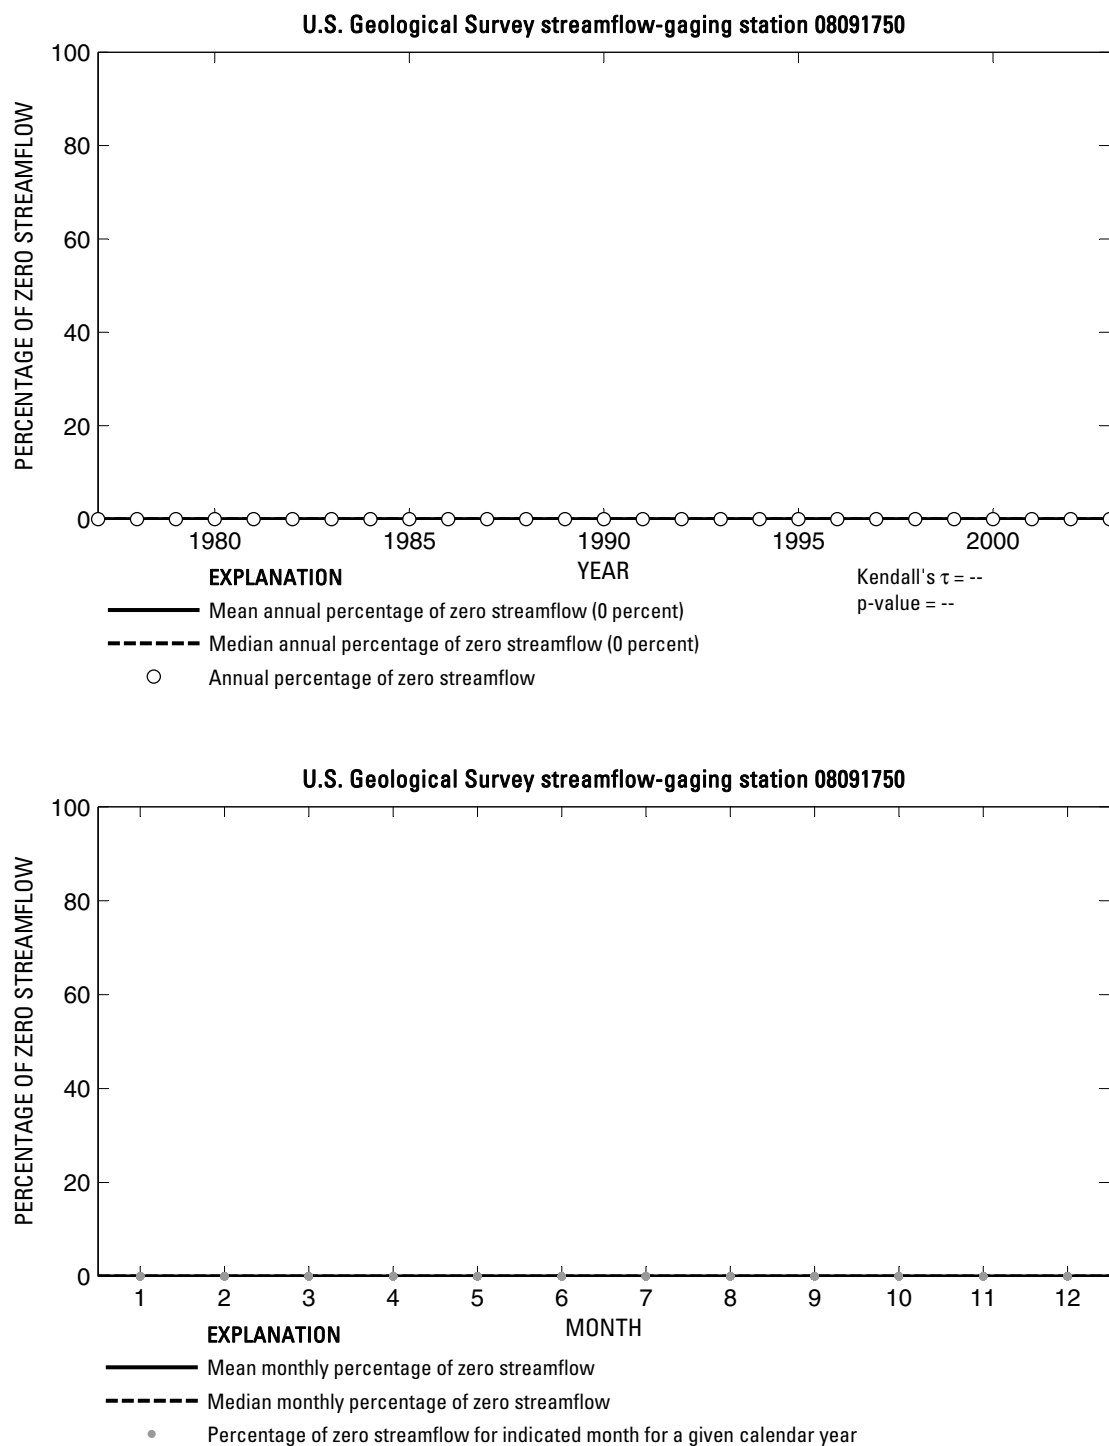 U.S. Geological Survey streamflow-gaging station 08091750
100
80
60
40
20
0
PERCENTAGE OF ZERO STREAMFLOW
1980 1985 1990 1995 2000
YEAR
EXPLANATION
Mean annual percentage of zero streamflow (0 percent)
Median annual percentage of zero streamflow (0 percent)
Annual percentage of zero streamflow
Kendall's τ = --
p-value = --
U.S. Geological Survey streamflow-gaging station 08091750
100
80
60
40
20
0
PERCENTAGE OF ZERO STREAMFLOW
1 2 3 4 5 6 7 8 9 10 11 12
MONTH
EXPLANATION
Mean monthly percentage of zero streamflow
Median monthly percentage of zero streamflow
Percentage of zero streamflow for indicated month for a given calendar year